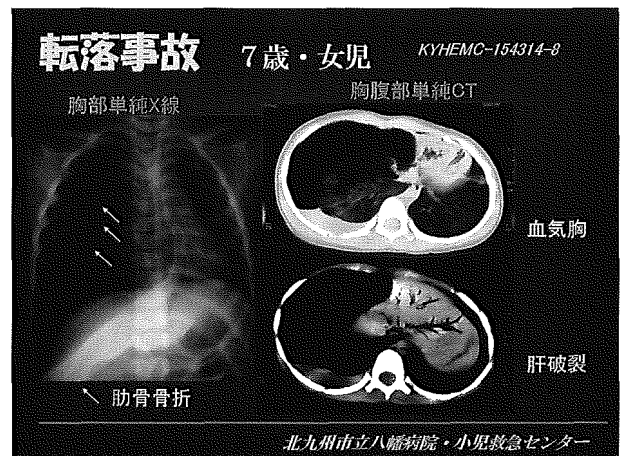 転落事故 7歳・女児 KYHEMC-154314-8
胸部単純X線
胸腹部単純CT
血気胸
肝破裂
肋骨骨折
北九州市立八幡病院・小児救急センター